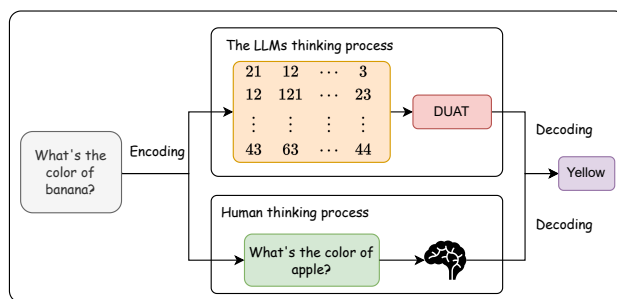 The LLMs thinking process
21 12 ⋯ 3
12 121 ⋯ 23
⋮ ⋮ ⋱ ⋮
43 63 ⋯ 44
DUAT
What's the
color of
banana?
Encoding
Decoding
Yellow
Human thinking process
What's the color of
apple?
Decoding